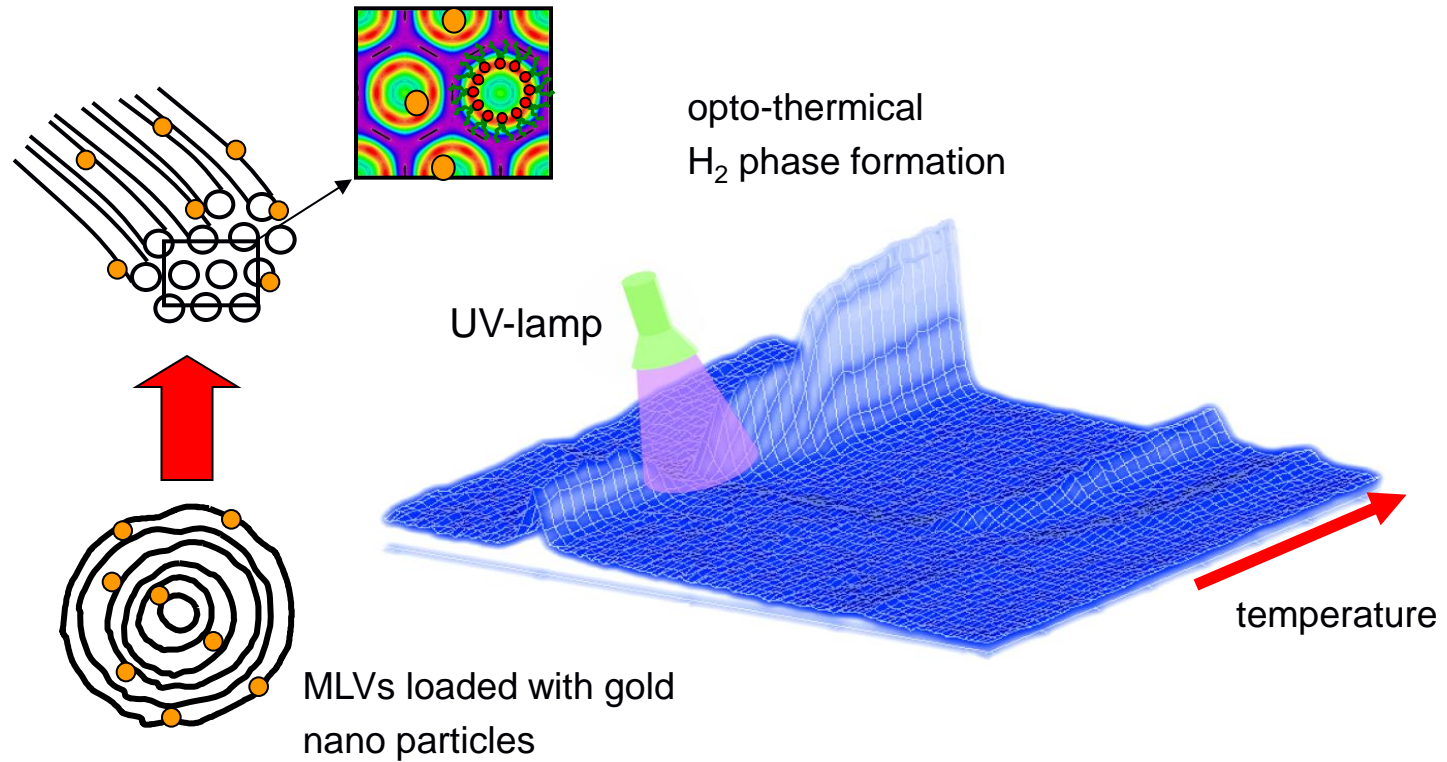 opto-thermical
H₂ phase formation
UV-lamp
temperature
MLVs loaded with gold
nano particles